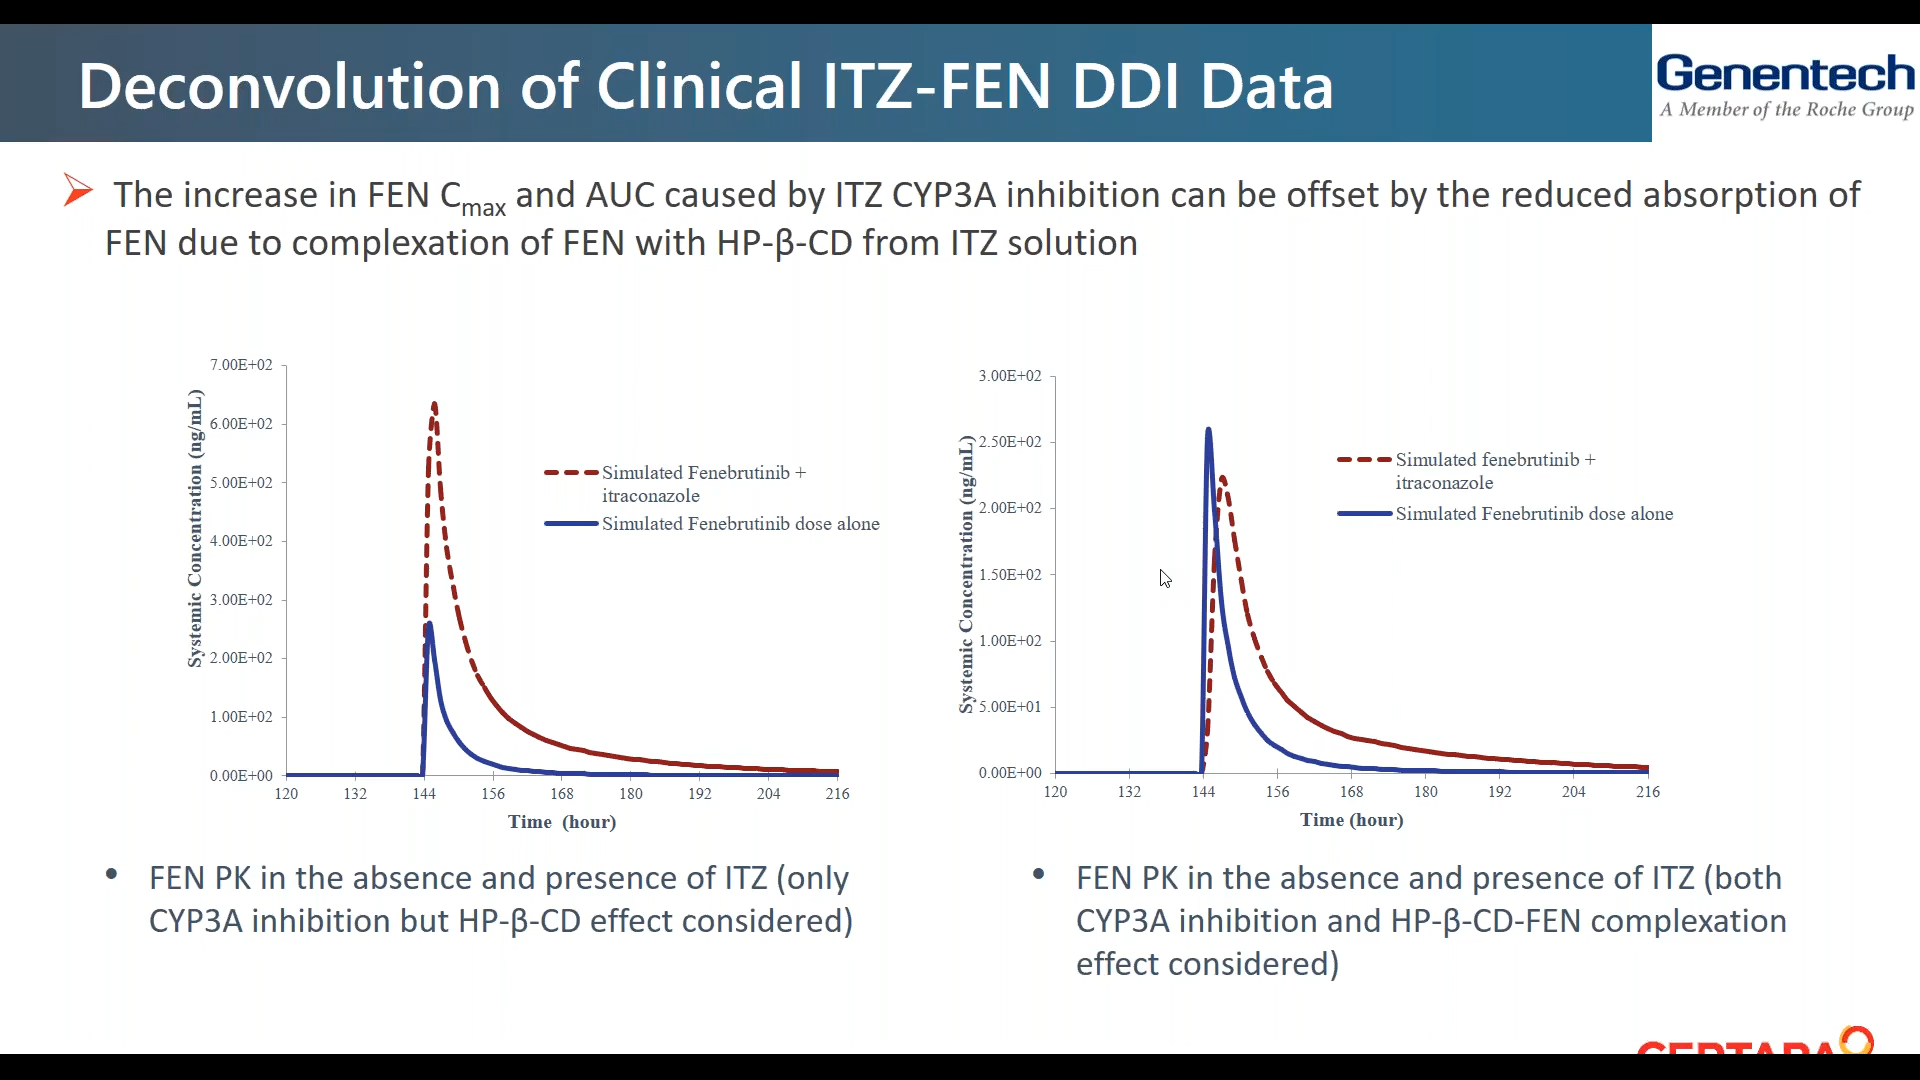 Deconvolution of Clinical ITZ-FEN DDI Data
Genentech
A Member of the Roche Group
The increase in FEN Cmax and AUC caused by ITZ CYP3A inhibition can be offset by the reduced absorption of
FEN due to complexation of FEN with HP-β-CD from ITZ solution
Systemic Concentration (ng/mL)
7.00E+02
6.00E+02
5.00E+02
4.00E+02
3.00E+02
2.00E+02
1.00E+02
0.00E+00
120 132 144 156 168 180 192 204 216
Time (hour)
Simulated Fenebrutinib +
itraconazole
Simulated Fenebrutinib dose alone
Systemic Concentration (ng/mL)
3.00E+02
2.50E+02
2.00E+02
1.50E+02
1.00E+02
5.00E+01
0.00E+00
120 132 144 156 168 180 192 204 216
Time (hour)
Simulated fenebrutinib +
itraconazole
Simulated Fenebrutinib dose alone
• FEN PK in the absence and presence of ITZ (only
CYP3A inhibition but HP-β-CD effect considered)
• FEN PK in the absence and presence of ITZ (both
CYP3A inhibition and HP-β-CD-FEN complexation
effect considered)
CERTARA